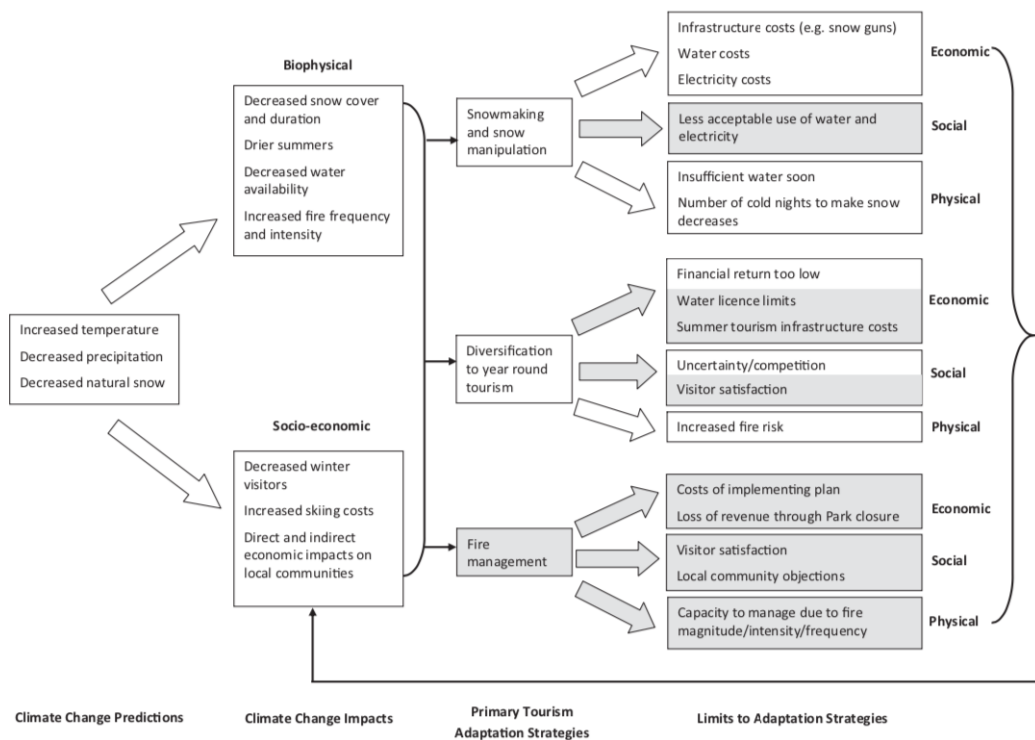 Increased temperature
Decreased precipitation
Decreased natural snow
Climate Change Predictions
Biophysical
Decreased snow cover
and duration
Drier summers
Decreased water
availability
Increased fire frequency
and intensity
Socio-economic
Decreased winter
visitors
Increased skiing costs
Direct and indirect
economic impacts on
local communities
Climate Change Impacts
Snowmaking
and snow
manipulation
Diversification
to year round
tourism
Fire
management
Primary Tourism
Adaptation Strategies
Infrastructure costs (e.g. snow guns)
Water costs
Electricity costs
Economic
Less acceptable use of water and
electricity
Social
Insufficient water soon
Number of cold nights to make snow
decreases
Physical
Financial return too low
Water licence limits
Summer tourism infrastructure costs
Economic
Uncertainty/competition
Visitor satisfaction
Social
Increased fire risk
Physical
Costs of implementing plan
Loss of revenue through Park closure
Economic
Visitor satisfaction
Local community objections
Social
Capacity to manage due to fire
magnitude/intensity/frequency
Physical
Limits to Adaptation Strategies